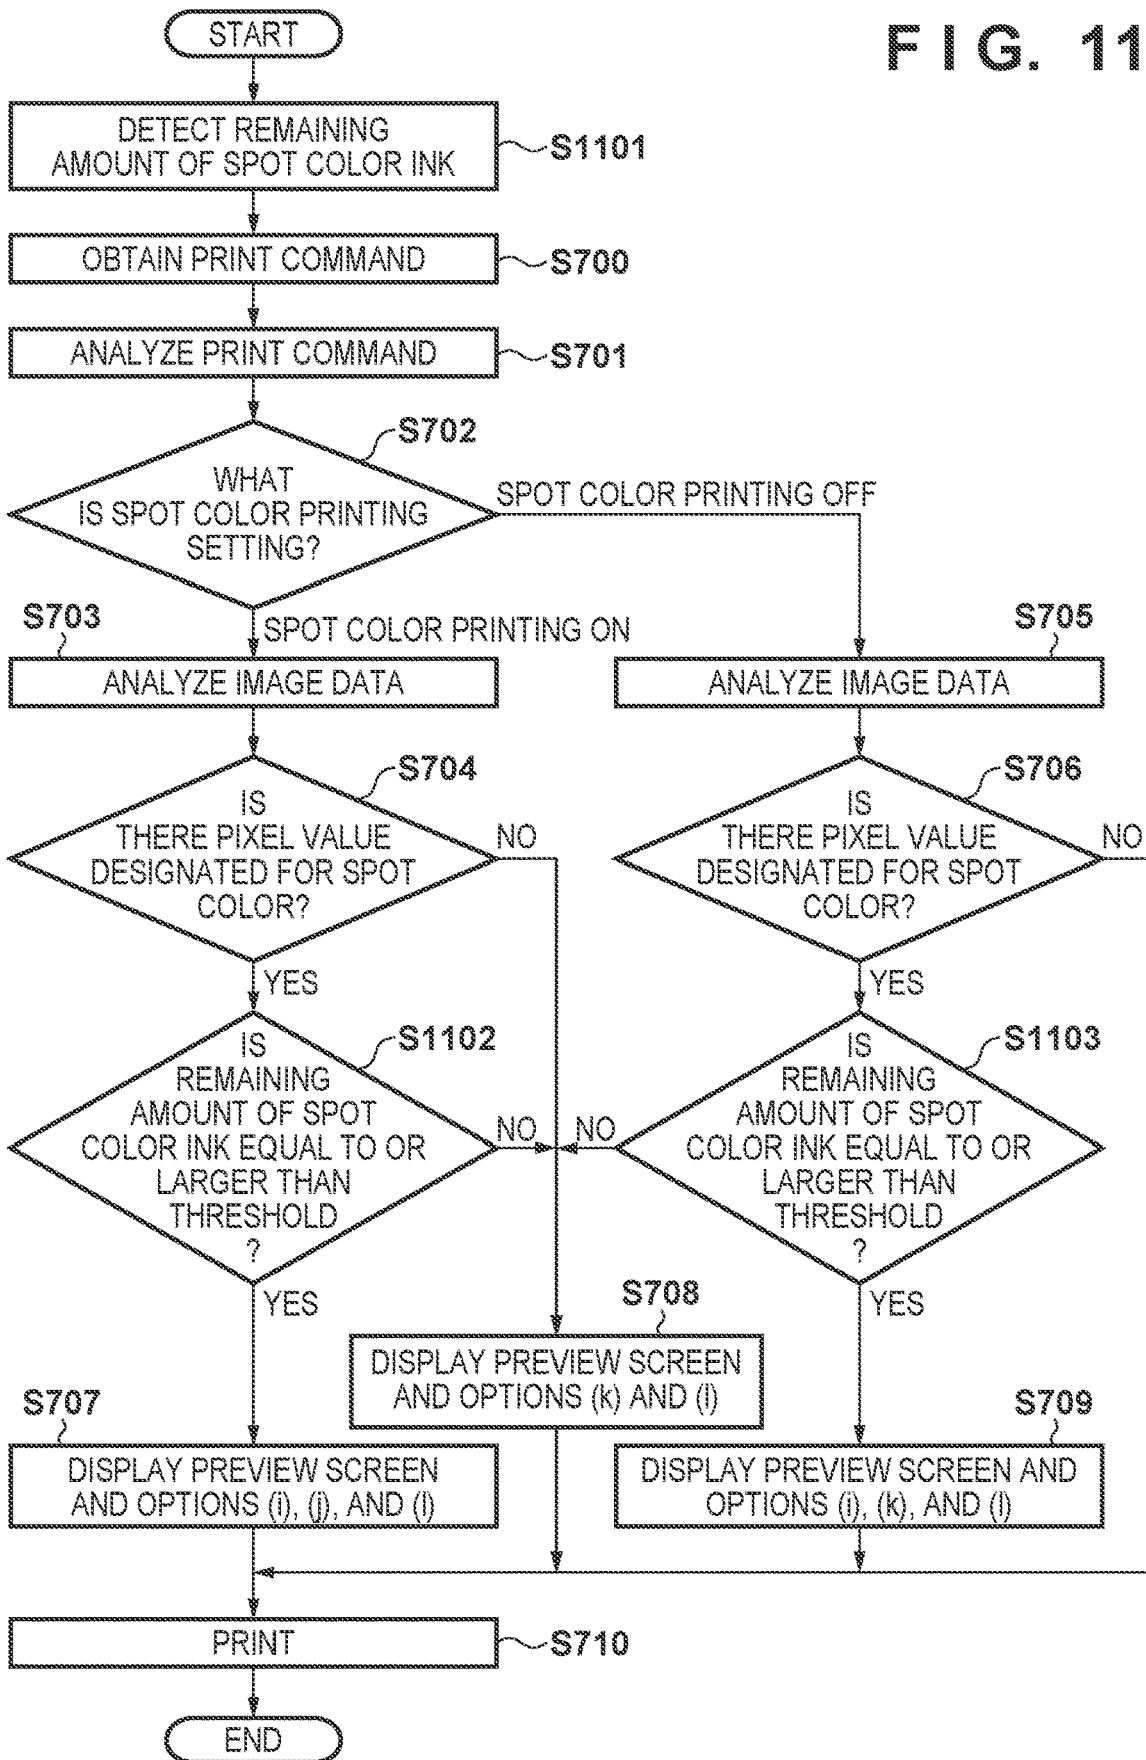 START
FIG. 11
DETECT REMAINING
AMOUNT OF SPOT COLOR INK
S1101
OBTAIN PRINT COMMAND
S700
ANALYZE PRINT COMMAND
S701
S702
WHAT
IS SPOT COLOR PRINTING
SETTING?
SPOT COLOR PRINTING OFF
S703
SPOT COLOR PRINTING ON
S705
ANALYZE IMAGE DATA
ANALYZE IMAGE DATA
S704
IS
THERE PIXEL VALUE
DESIGNATED FOR SPOT
COLOR?
NO
YES
S706
IS
THERE PIXEL VALUE
DESIGNATED FOR SPOT
COLOR?
NO
YES
S1102
IS
REMAINING
AMOUNT OF SPOT
COLOR INK EQUAL TO OR
LARGER THAN
THRESHOLD
?
NO
YES
S1103
IS
REMAINING
AMOUNT OF SPOT
COLOR INK EQUAL TO OR
LARGER THAN
THRESHOLD
?
NO
YES
S708
DISPLAY PREVIEW SCREEN
AND OPTIONS (k) AND (l)
S707
DISPLAY PREVIEW SCREEN
AND OPTIONS (i), (j), AND (l)
S709
DISPLAY PREVIEW SCREEN AND
OPTIONS (i), (k), AND (l)
PRINT
S710
END